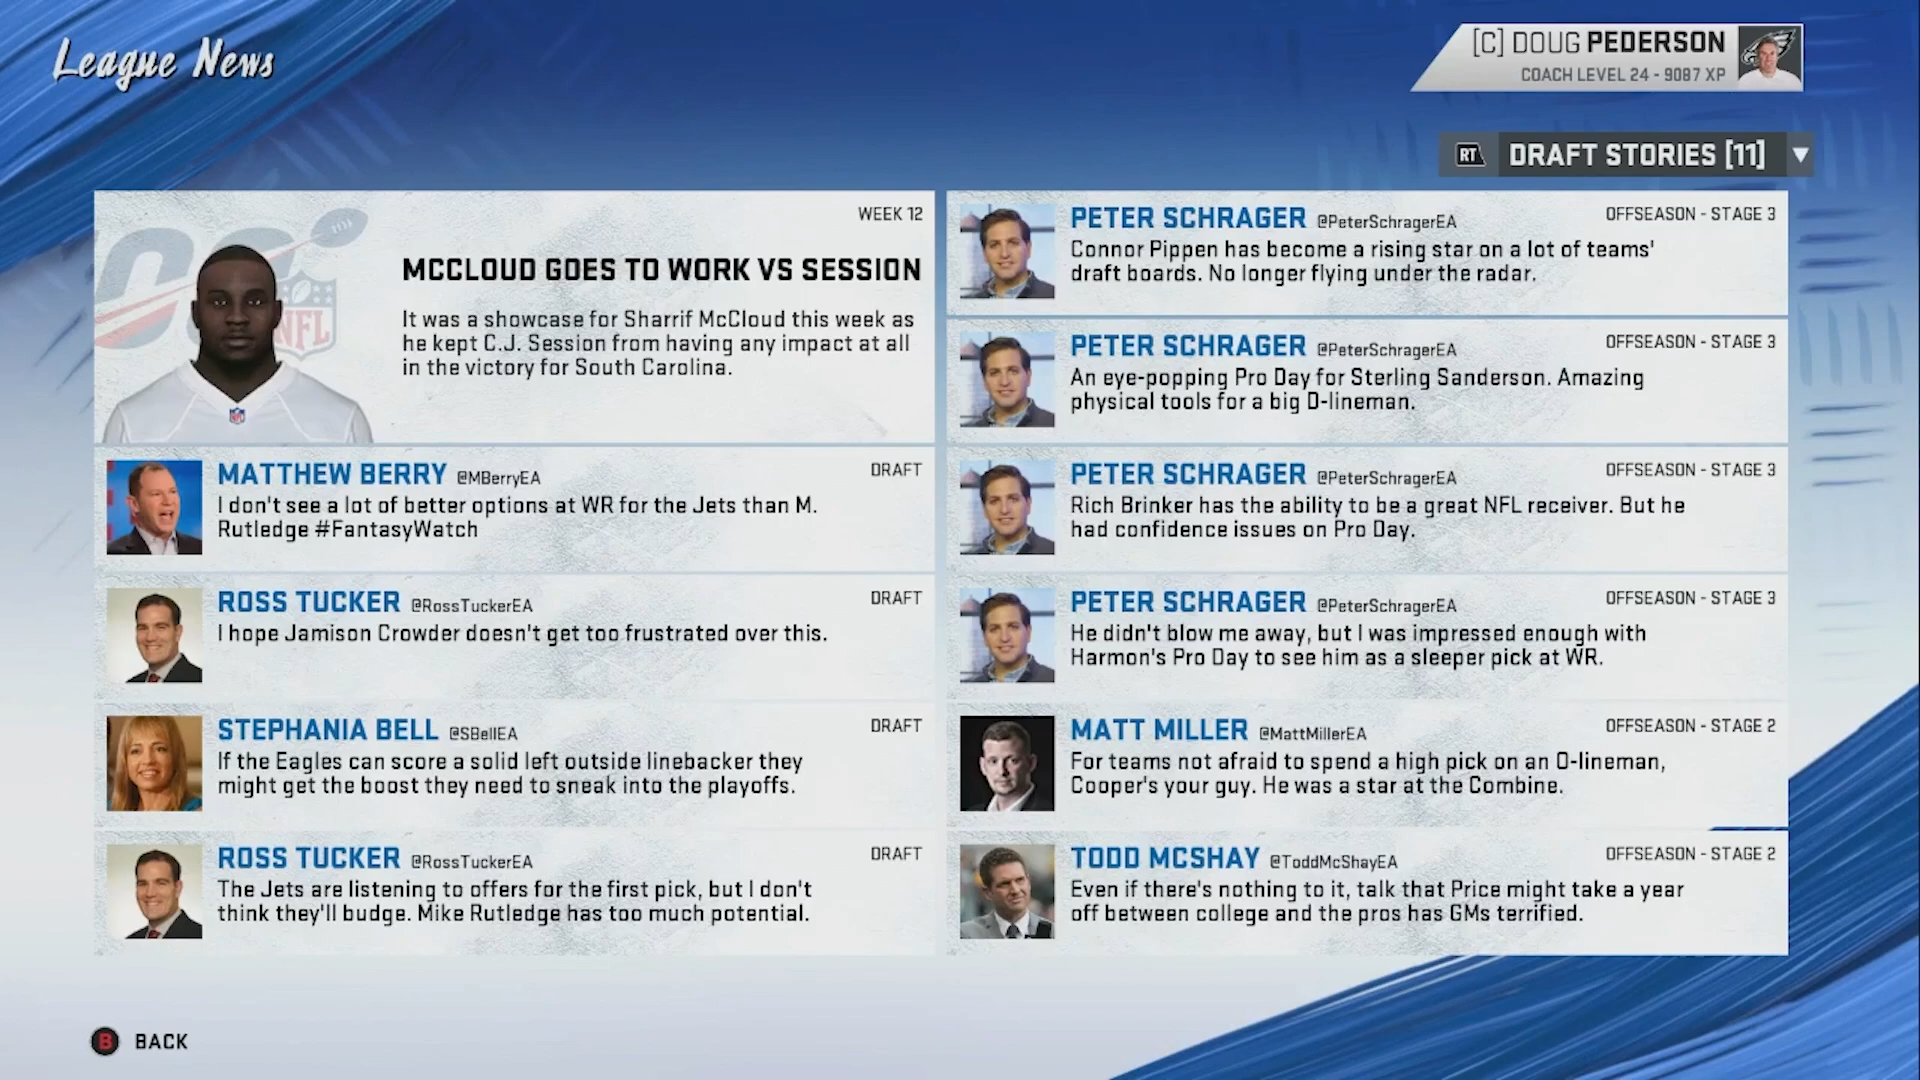 League News
[C] DOUG PEDERSON
COACH LEVEL 24 - 9087 XP
RT DRAFT STORIES [11]
WEEK 12
MCCLOUD GOES TO WORK VS SESSION
It was a showcase for Sharrif McCloud this week as
he kept C.J. Session from having any impact at all
in the victory for South Carolina.
NFL
MATTHEW BERRY @MBerryEA DRAFT
I don't see a lot of better options at WR for the Jets than M.
Rutledge #FantasyWatch
ROSS TUCKER @RossTuckerEA DRAFT
I hope Jamison Crowder doesn't get too frustrated over this.
STEPHANIA BELL @SBellEA DRAFT
If the Eagles can score a solid left outside linebacker they
might get the boost they need to sneak into the playoffs.
ROSS TUCKER @RossTuckerEA DRAFT
The Jets are listening to offers for the first pick, but I don't
think they'll budge. Mike Rutledge has too much potential.
PETER SCHRAGER @PeterSchragerEA OFFSEASON - STAGE 3
Connor Pippen has become a rising star on a lot of teams'
draft boards. No longer flying under the radar.
PETER SCHRAGER @PeterSchragerEA OFFSEASON - STAGE 3
An eye-popping Pro Day for Sterling Sanderson. Amazing
physical tools for a big D-lineman.
PETER SCHRAGER @PeterSchragerEA OFFSEASON - STAGE 3
Rich Brinker has the ability to be a great NFL receiver. But he
had confidence issues on Pro Day.
PETER SCHRAGER @PeterSchragerEA OFFSEASON - STAGE 3
He didn't blow me away, but I was impressed enough with
Harmon's Pro Day to see him as a sleeper pick at WR.
MATT MILLER @MattMillerEA OFFSEASON - STAGE 2
For teams not afraid to spend a high pick on an O-lineman,
Cooper's your guy. He was a star at the Combine.
TODD MCSHAY @ToddMcShayEA OFFSEASON - STAGE 2
Even if there's nothing to it, talk that Price might take a year
off between college and the pros has GMs terrified.
B BACK